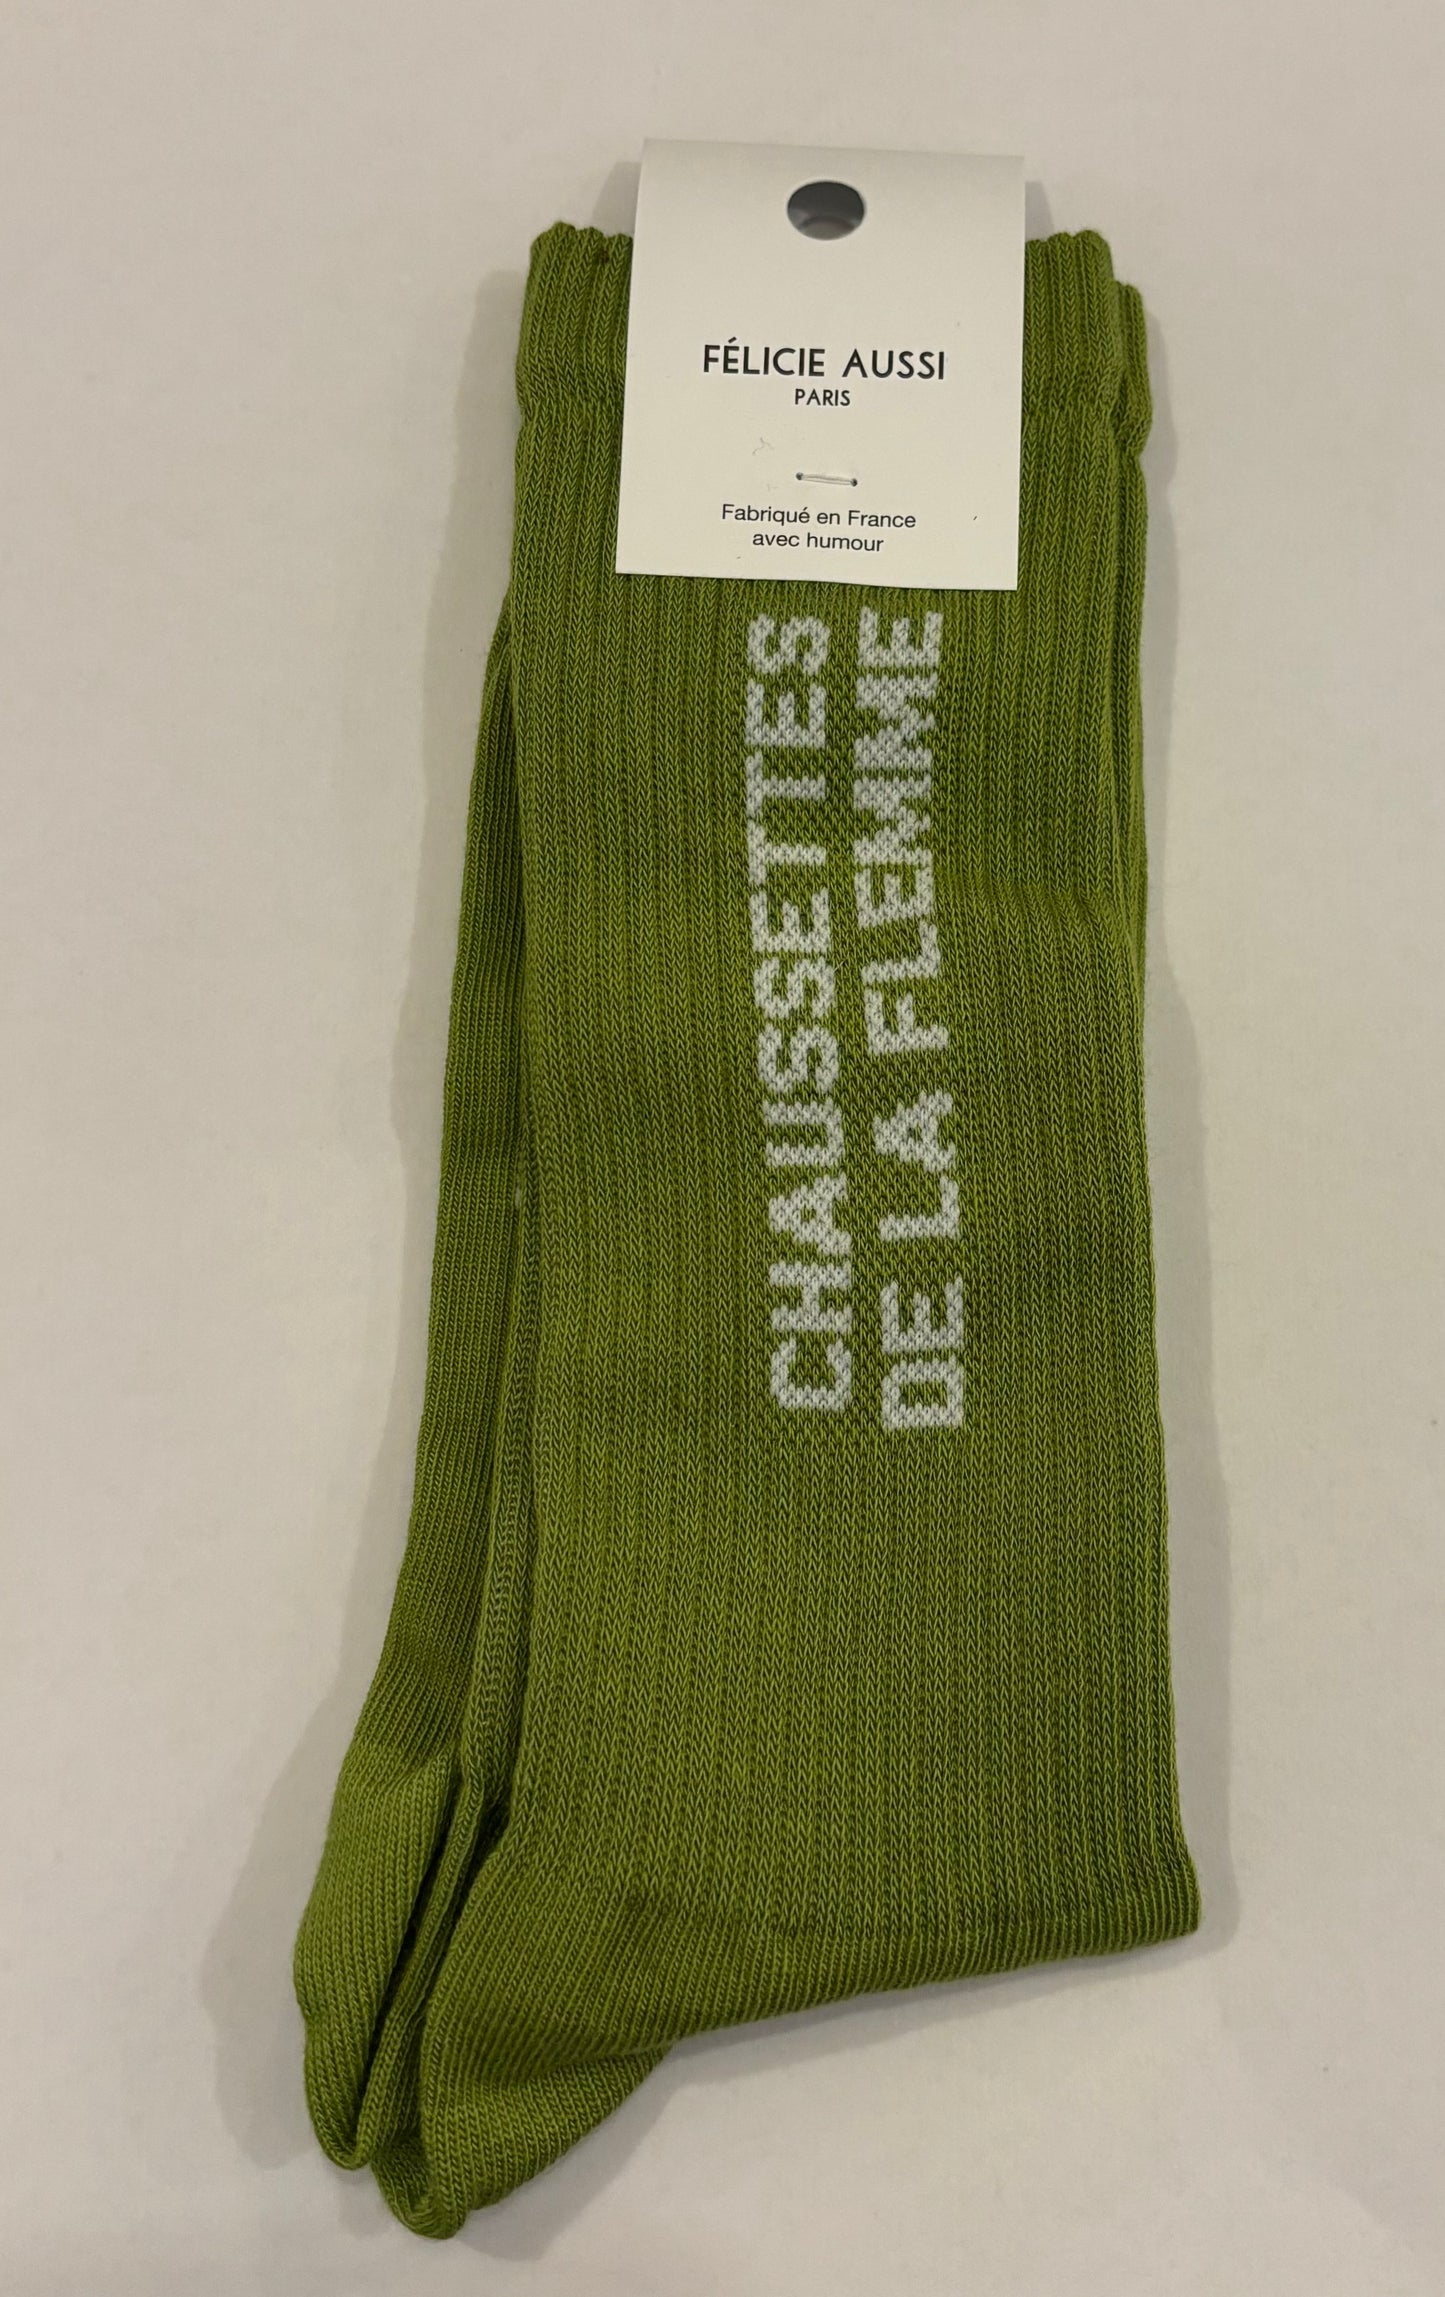 FÉLICIE AUSSI
PARIS
Fabriqué en France
avec humour
CHAUSSETTES
DE LA FLEMME